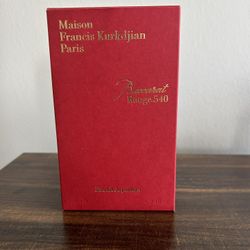 Maison
Francis Kurkdjian
Paris
Baccarat
Rouge 540